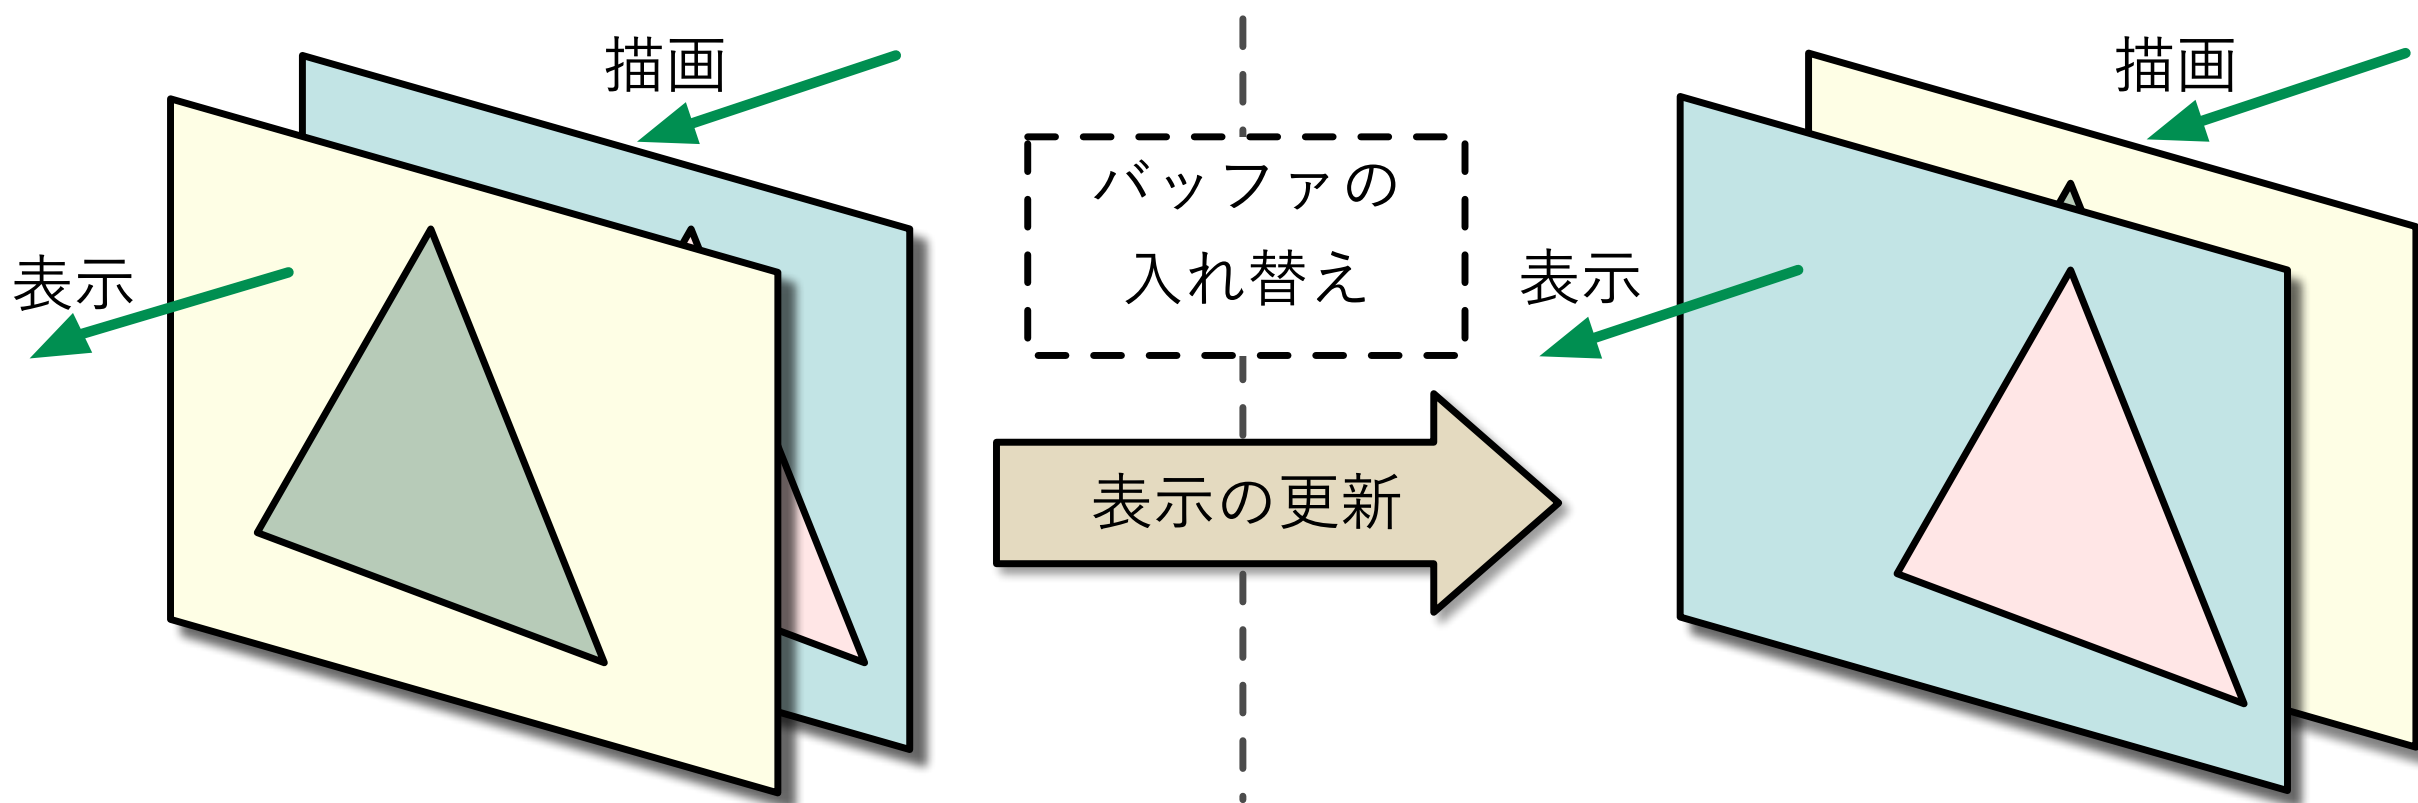 描画
表示
バッファの
入れ替え
表示の更新
描画
表示